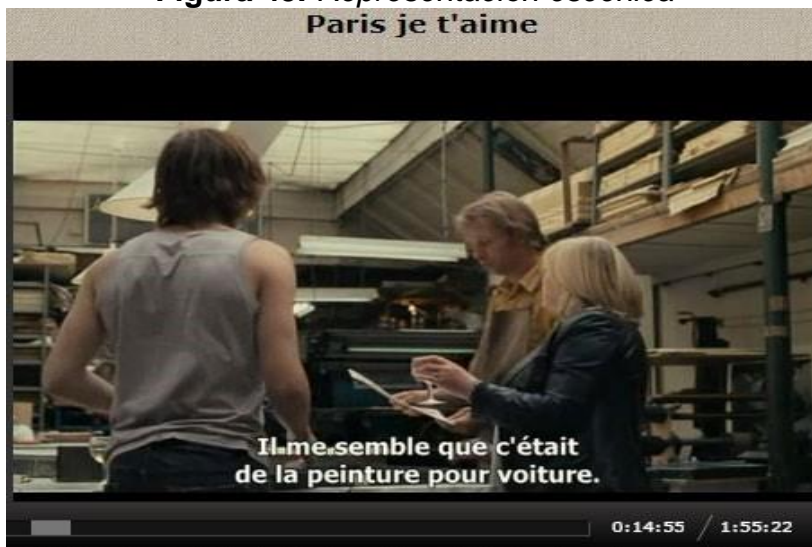 Paris je t'aime
Il me semble que c'était
de la peinture pour voiture.
0:14:55 / 1:55:22